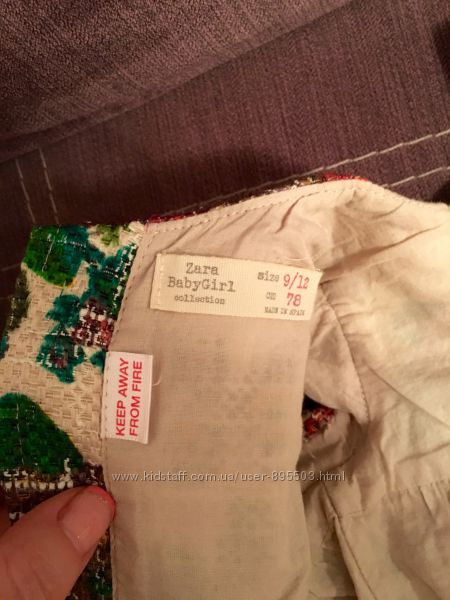 Zara
BabyGirl
collection
size 9/12
CM 78
MADE IN SPAIN
KEEP AWAY
FROM FIRE
www.kidstaff.com.ua/user-895503.html